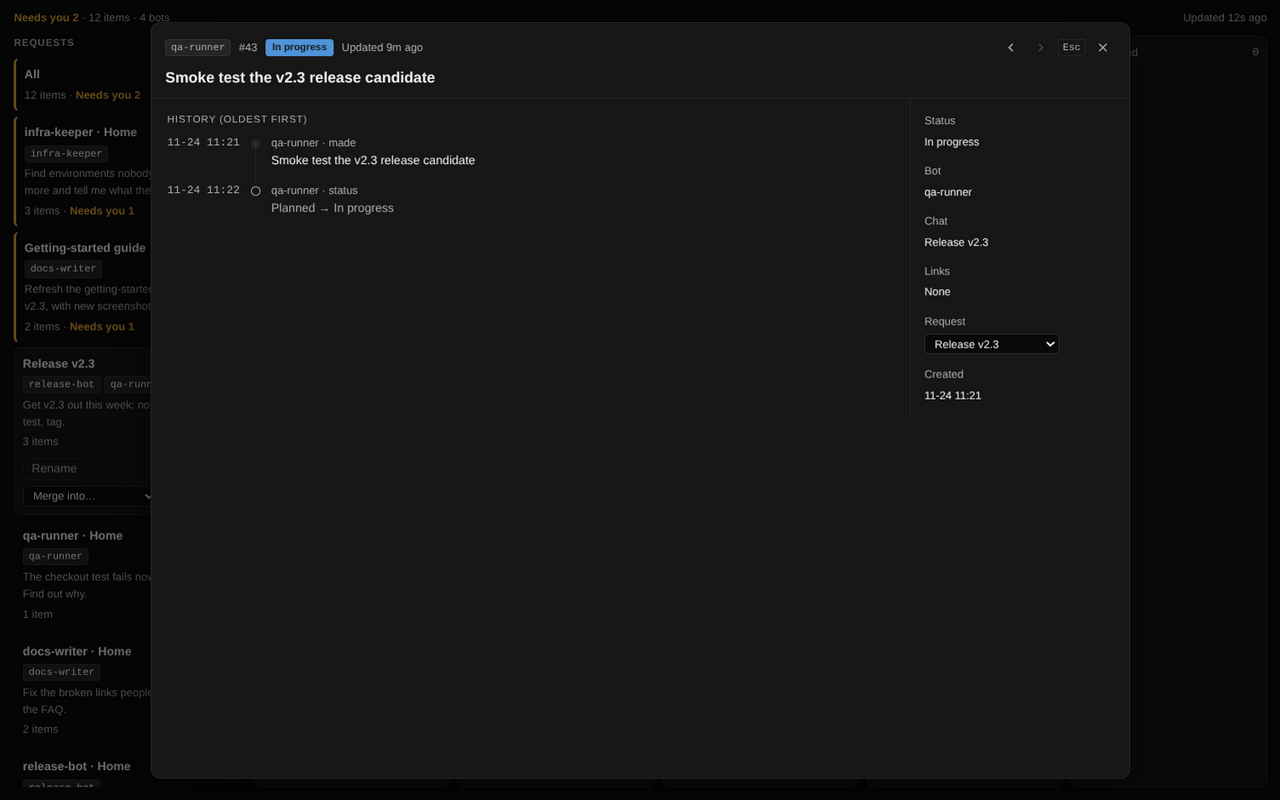 Needs you 2 · 12 items · 4 bots
Updated 12s ago
REQUESTS
All
12 items · Needs you 2
infra-keeper · Home
infra-keeper
Find environments nobody
more and tell me what the
3 items · Needs you 1
Getting-started guide
docs-writer
Refresh the getting-started
v2.3, with new screenshot
2 items · Needs you 1
Release v2.3
release-bot
Get v2.3 out this week:
test, tag.
3 items
Rename
Merge into…
qa-runner · Home
qa-runner
The checkout test fails now
Find out why.
1 item
docs-writer · Home
docs-writer
Fix the broken links people
the FAQ.
2 items
release-bot · Home
release-bot
qa-runner #43 In progress Updated 9m ago
Esc
Smoke test the v2.3 release candidate
HISTORY (OLDEST FIRST)
11-24 11:21 qa-runner · made
Smoke test the v2.3 release candidate
11-24 11:22 qa-runner · status
Planned → In progress
Status
In progress
Bot
qa-runner
Chat
Release v2.3
Links
None
Request
Release v2.3
Created
11-24 11:21
0